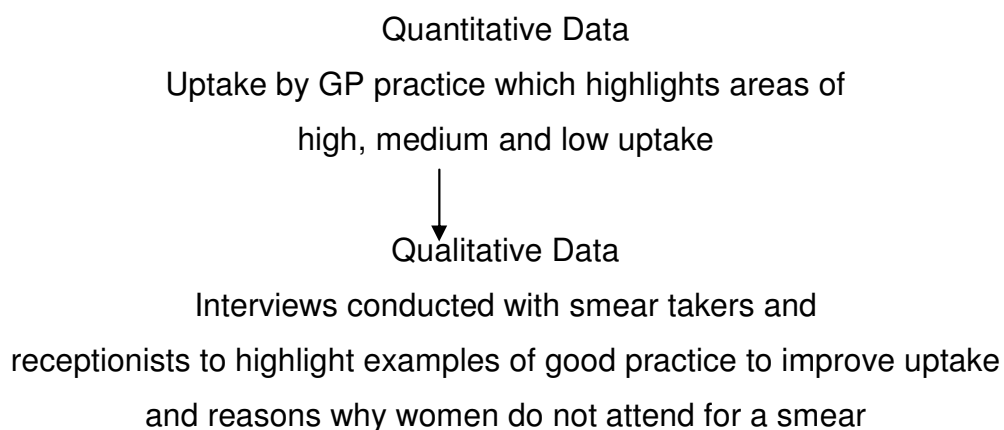 Quantitative Data
Uptake by GP practice which highlights areas of
high, medium and low uptake
Qualitative Data
Interviews conducted with smear takers and
receptionists to highlight examples of good practice to improve uptake
and reasons why women do not attend for a smear